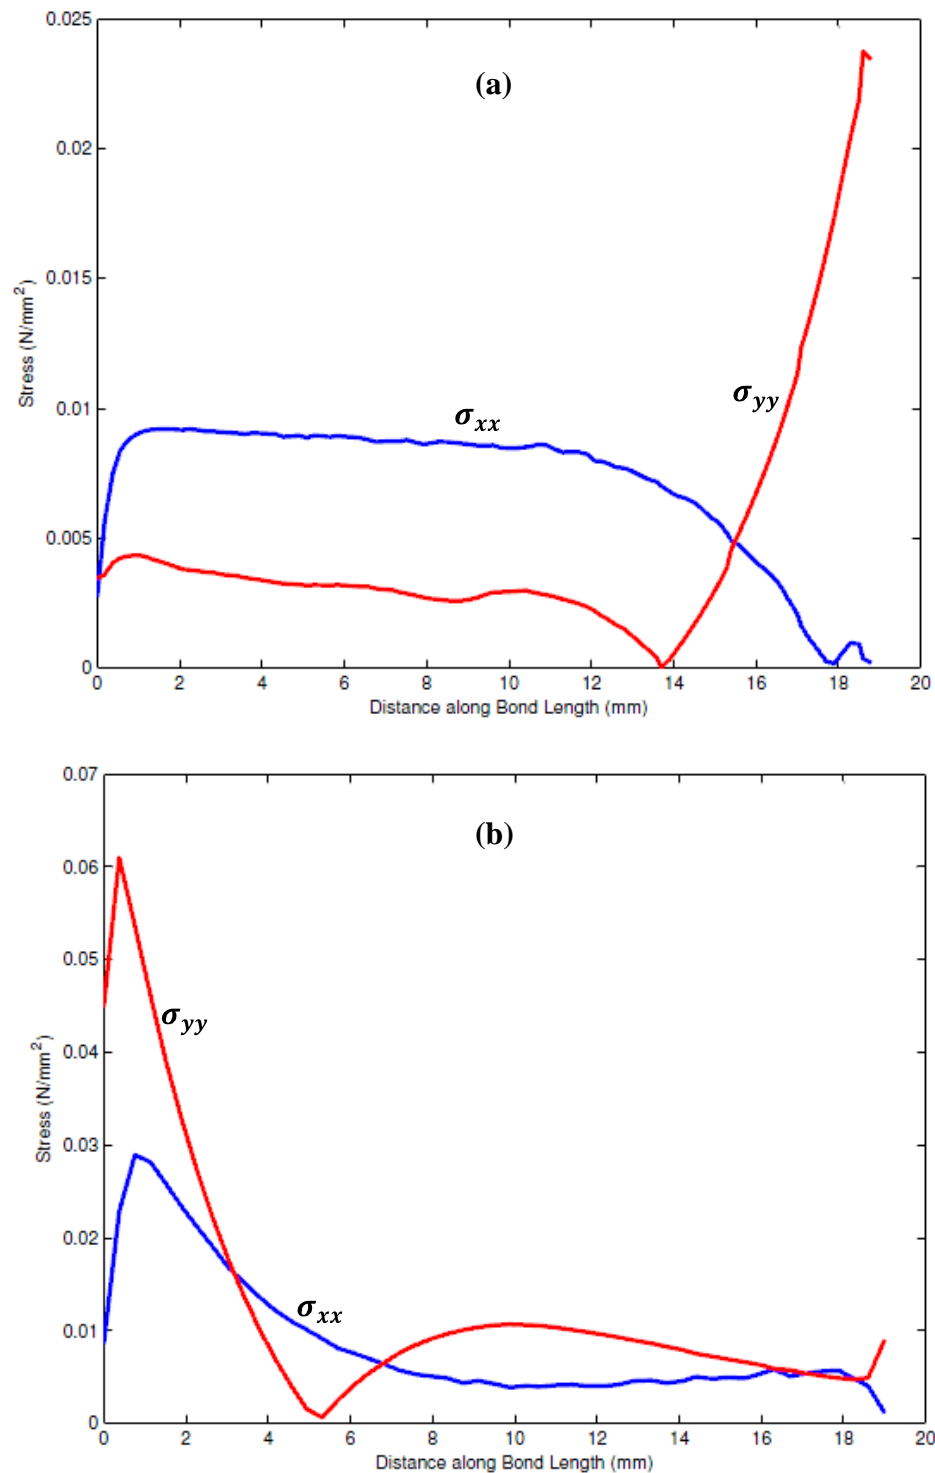 (a)
0.025
0.02
0.015
0.01
0.005
0
Stress (N/mm²)
σxx
σyy
0 2 4 6 8 10 12 14 16 18 20
Distance along Bond Length (mm)
(b)
0.07
0.06
0.05
0.04
0.03
0.02
0.01
0
Stress (N/mm²)
σyy
σxx
0 2 4 6 8 10 12 14 16 18 20
Distance along Bond Length (mm)